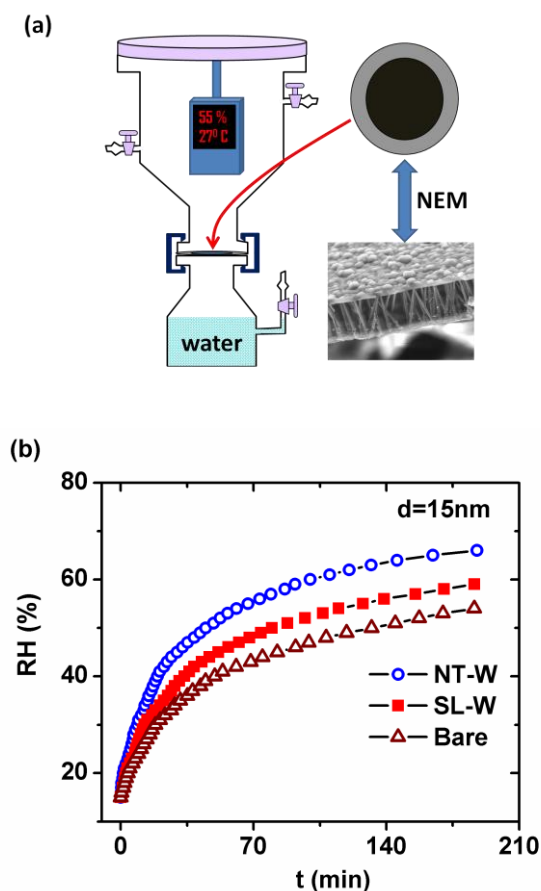 (a)
55 %
27⁰ C
NEM
water
(b)
80
60
40
20
RH (%)
d=15nm
NT-W
SL-W
Bare
0
70
140
210
t (min)